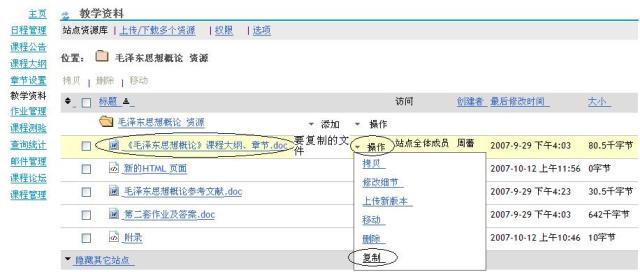 主页
日程管理
课程公告
课程大纲
章节设置
教学资料
作业管理
课程测验
查询统计
邮件管理
课程论坛
课程管理
教学资料
站点资源库 | 上传/下载多个资源 | 权限 | 选项
位置： 毛泽东思想概论 资源
拷贝 | 删除 | 移动
标题 访问 创建者 最后修改时间 大小
毛泽东思想概论 资源 添加 操作
《毛泽东思想概论》课程大纲、章节.doc 要复制的文件 操作 站点全体成员 周蕾 2007-9-29 下午4:03 80.5千字节
新的HTML 页面 2007-10-12 上午11:56 0字节
毛泽东思想概论参考文献.doc 2007-9-29 下午4:23 30.5千字节
第二套作业及答案.doc 2007-9-29 下午4:03 642千字节
附录 2007-10-12 上午10:46 10千字节
拷贝
修改细节
上传新版本
移动
删除
复制
隐藏其它站点